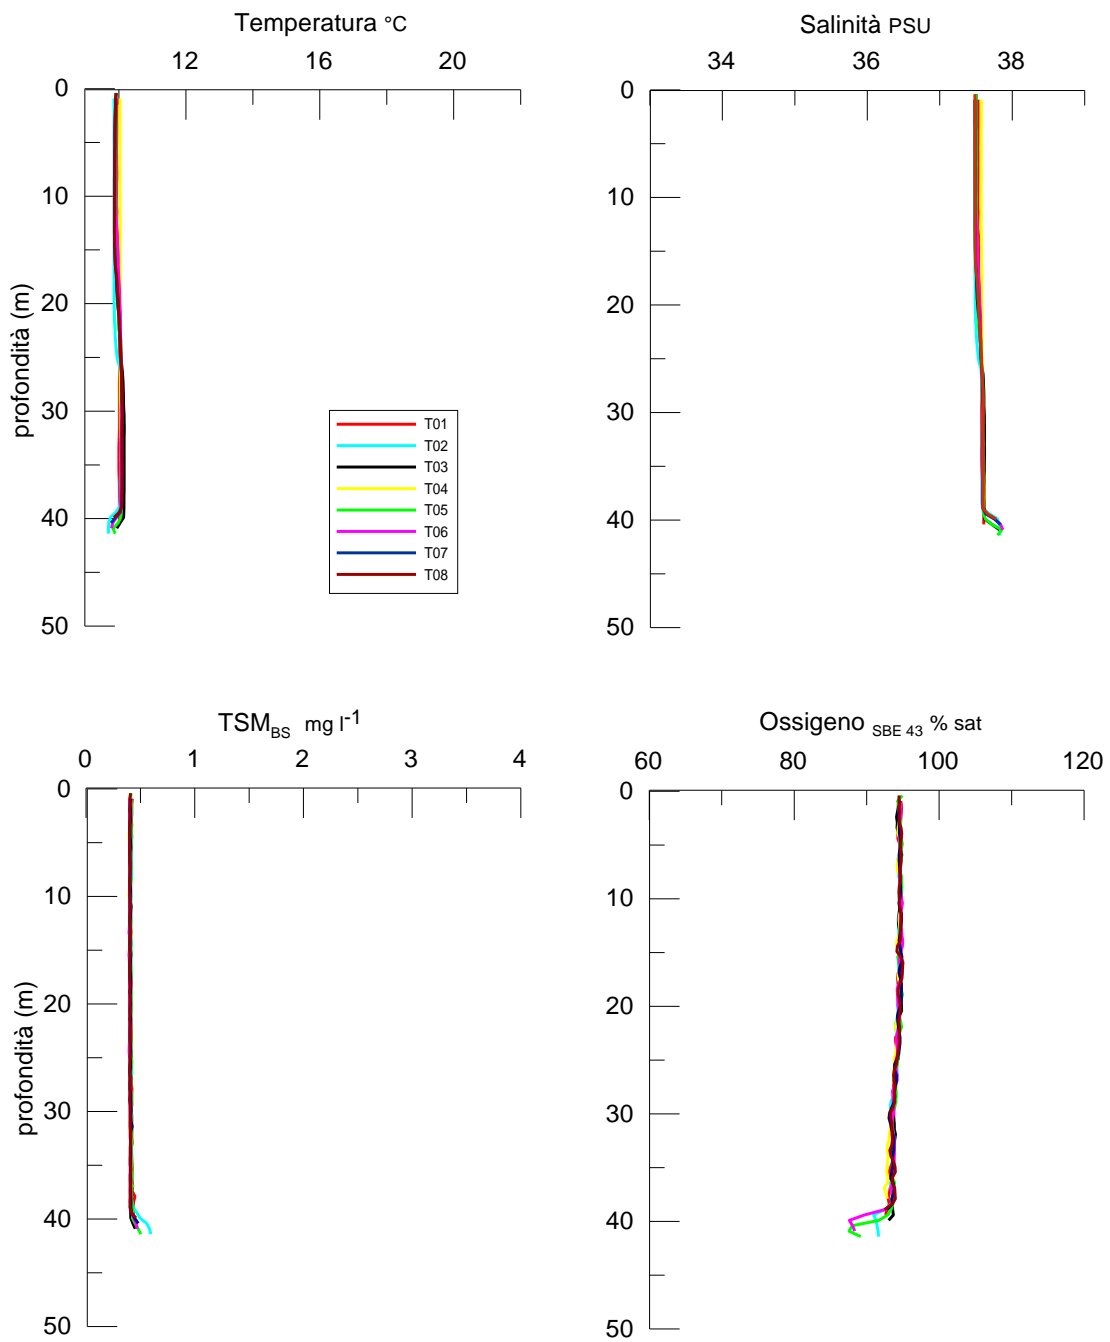 Temperatura °C
12 16 20
0
10
20
30
40
50
profondità (m)
T01
T02
T03
T04
T05
T06
T07
T08
Salinità PSU
34 36 38
0
10
20
30
40
50
TSM_BS mg l^-1
0 1 2 3 4
0
10
20
30
40
50
profondità (m)
Ossigeno SBE 43 % sat
60 80 100 120
0
10
20
30
40
50